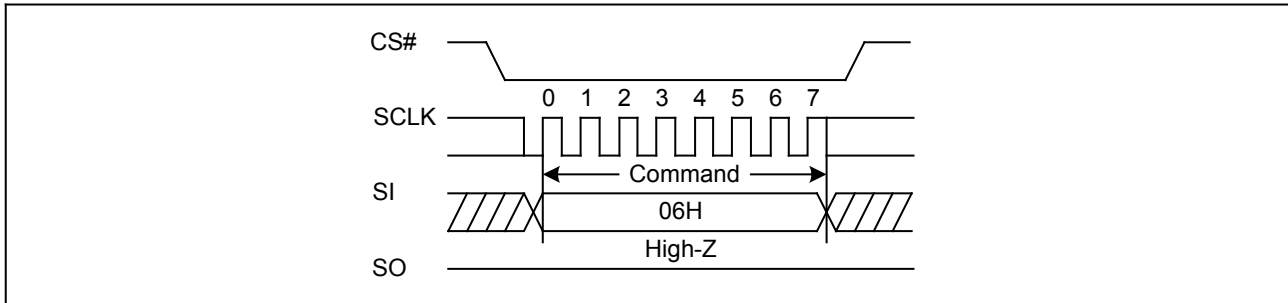 CS#
0 1 2 3 4 5 6 7
SCLK
Command
SI
06H
High-Z
SO